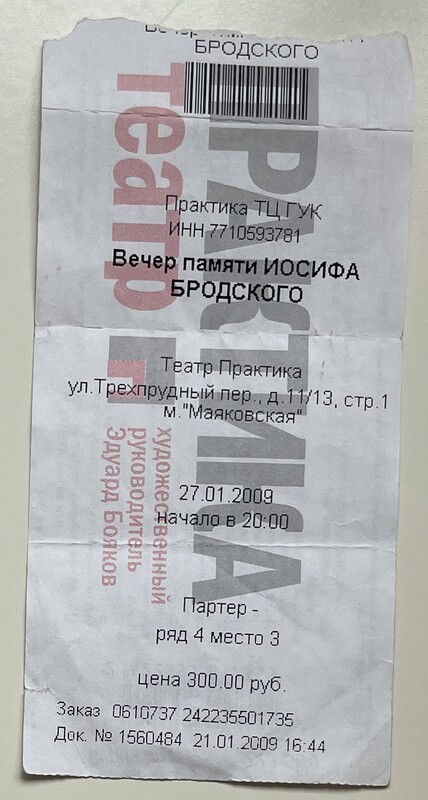 БРОДСКОГО
театр
ПРАКТИКА
Практика ТЦ ГУК
ИНН 7710593781
Вечер памяти ИОСИФА
БРОДСКОГО
Театр Практика
ул.Трехпрудный пер., д.11/13, стр.1
м."Маяковская"
художественный
руководитель
Эдуард Бояков
27.01.2009
начало в 20:00
Партер -
ряд 4 место 3
цена 300.00 руб.
Заказ 0610737 242235501735
Док. № 1560484 21.01.2009 16:44